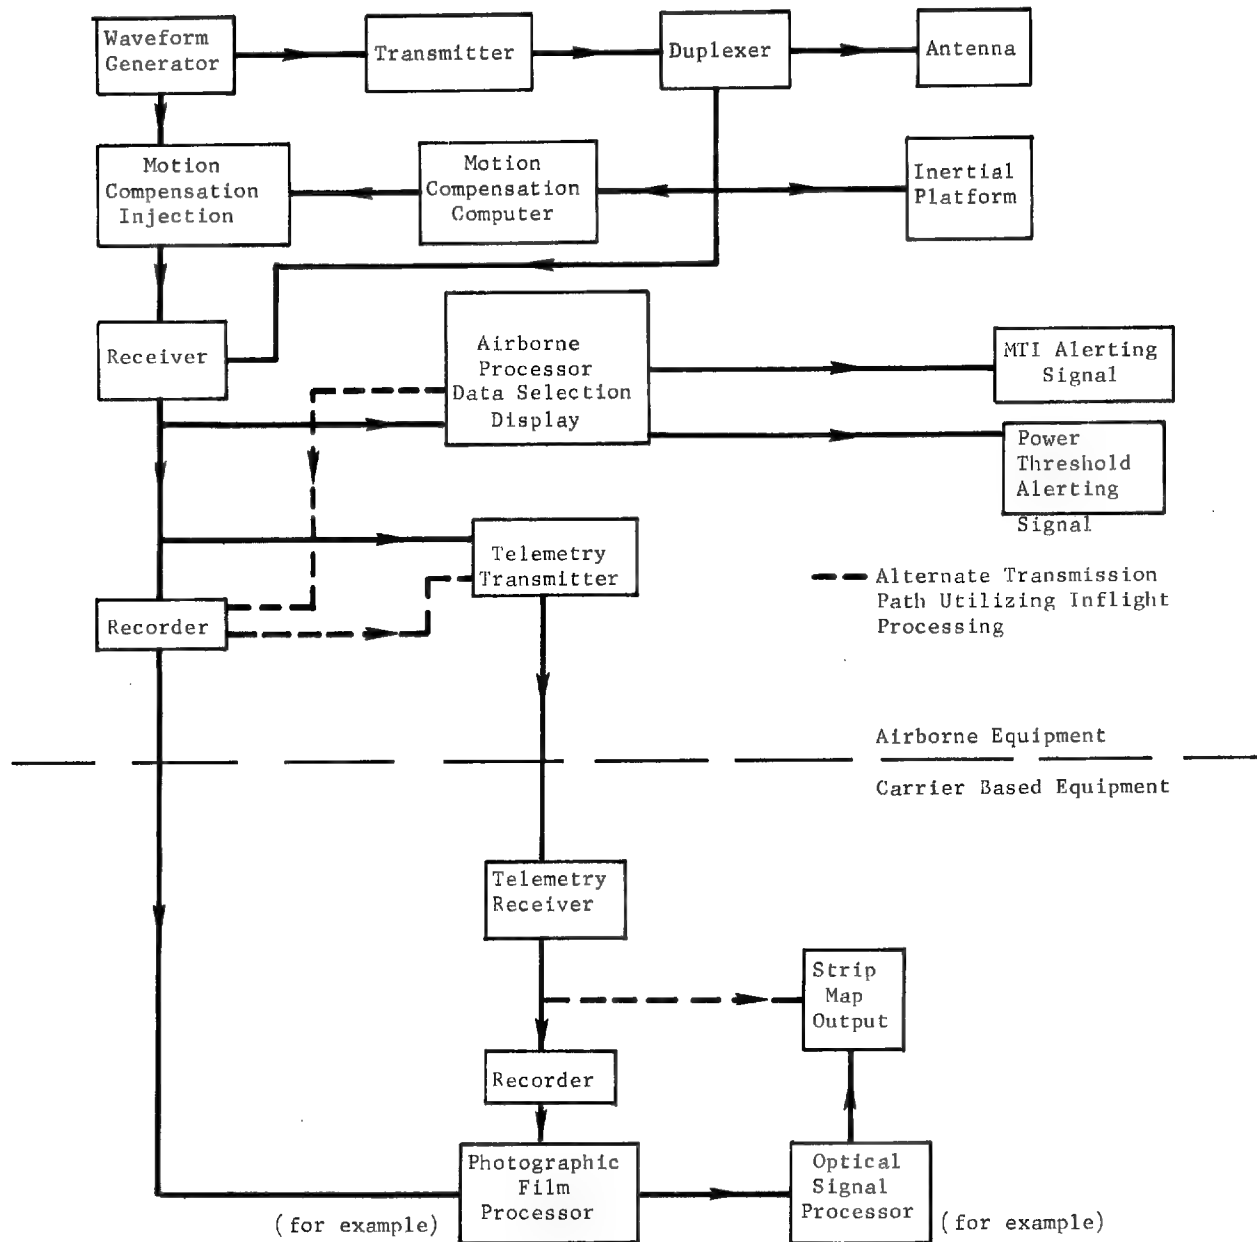 Waveform
Generator
Transmitter
Duplexer
Antenna
Motion
Compensation
Injection
Motion
Compensation
Computer
Inertial
Platform
Receiver
Airborne
Processor
Data Selection
Display
MTI Alerting
Signal
Power
Threshold
Alerting
Signal
Telemetry
Transmitter
Alternate Transmission
Path Utilizing Inflight
Processing
Recorder
Airborne Equipment
Carrier Based Equipment
Telemetry
Receiver
Strip
Map
Output
Recorder
Photographic
Film
Processor
(for example)
Optical
Signal
Processor
(for example)